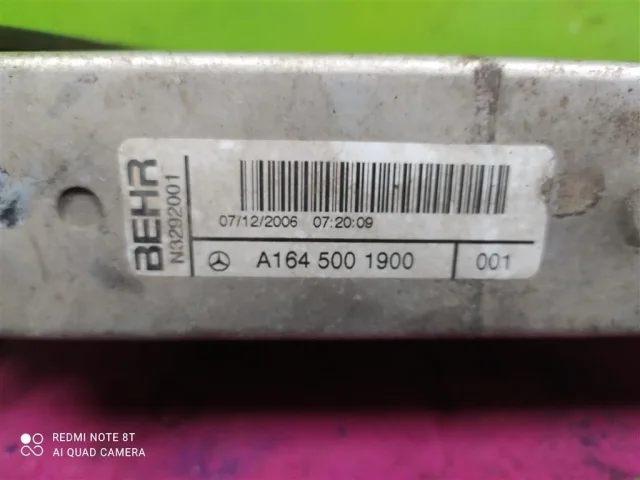 BEHR
N3292001
07/12/2006 07:20:09
A164 500 1900 001
REDMI NOTE 8T
AI QUAD CAMERA